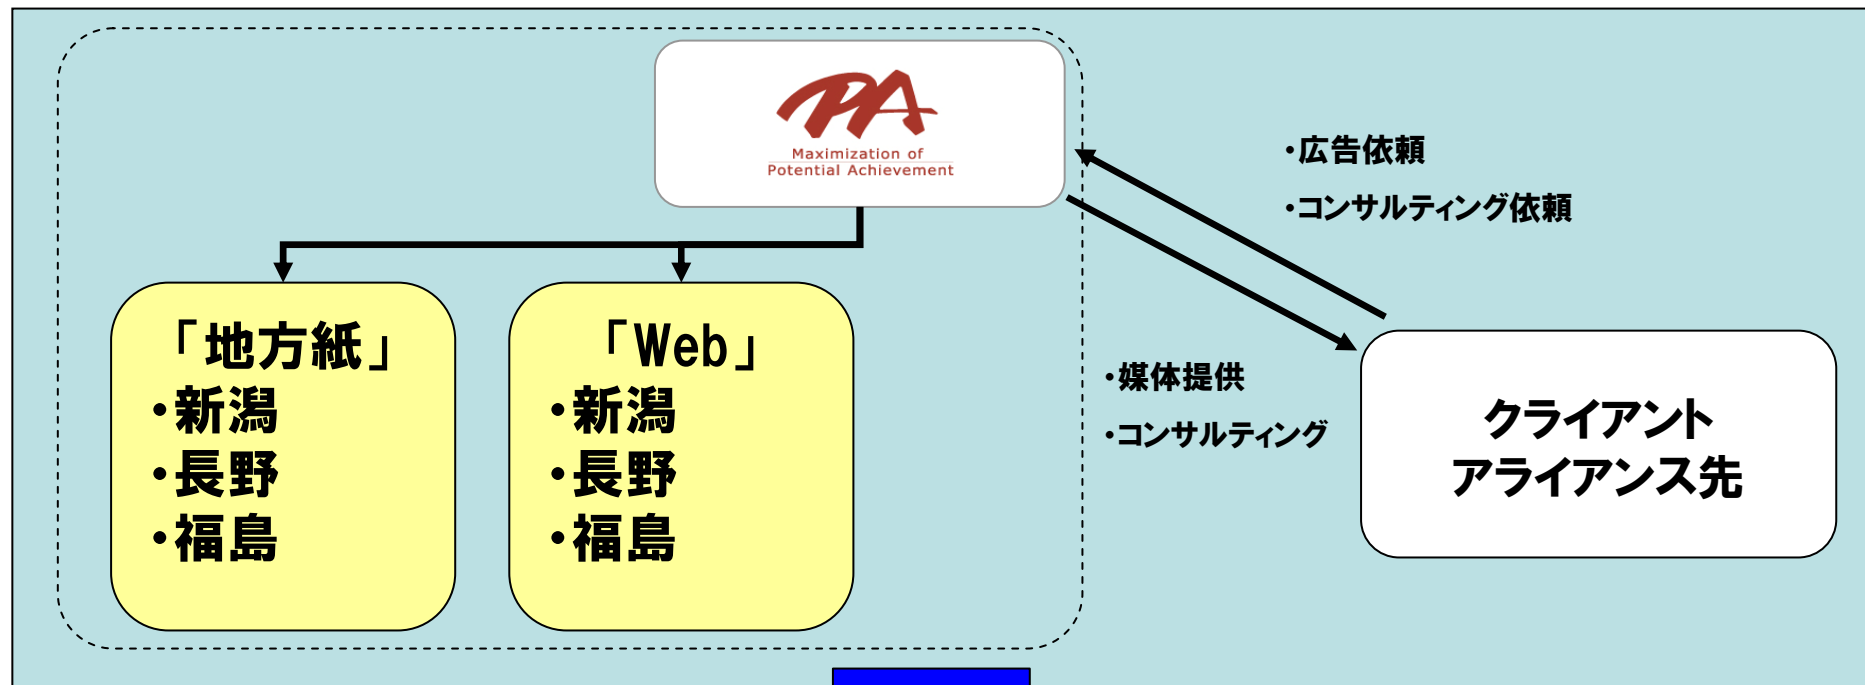 PA
Maximization of
Potential Achievement
・広告依頼
・コンサルティング依頼
「地方紙」
・新潟
・長野
・福島
「Web」
・新潟
・長野
・福島
・媒体提供
・コンサルティング
クライアント
アライアンス先